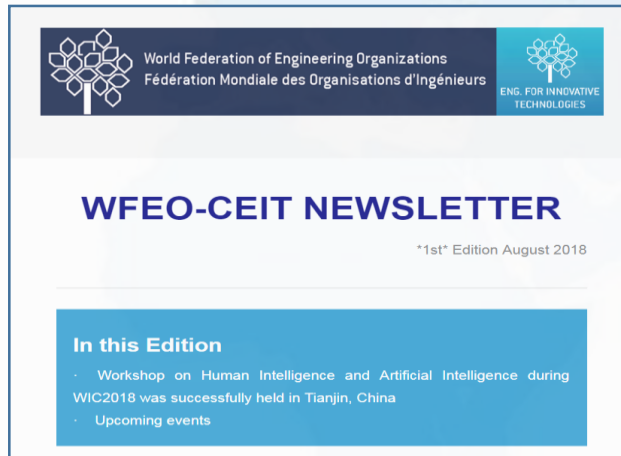 World Federation of Engineering Organizations
Fédération Mondiale des Organisations d'Ingénieurs
ENG. FOR INNOVATIVE
TECHNOLOGIES
WFEO-CEIT NEWSLETTER
*1st* Edition August 2018
In this Edition
· Workshop on Human Intelligence and Artificial Intelligence during
WIC2018 was successfully held in Tianjin, China
· Upcoming events